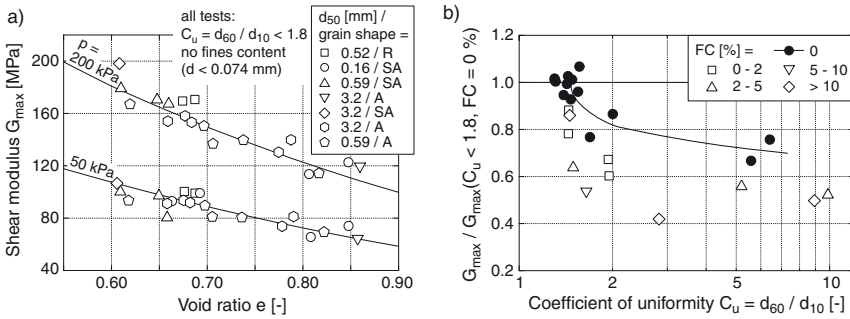 a)
all tests:
C_u = d_60 / d_10 < 1.8
no fines content
(d < 0.074 mm)
d_50 [mm] /
grain shape =
0.52 / R
0.16 / SA
0.59 / SA
3.2 / A
3.2 / SA
3.2 / A
0.59 / A
p =
200 kPa
50 kPa
Shear modulus G_max [MPa]
200
160
120
80
40
0.60
0.70
0.80
0.90
Void ratio e [-]
b)
FC [%] =
0
0 - 2
5 - 10
2 - 5
> 10
G_max / G_max(C_u < 1.8, FC = 0 %)
1.2
1.0
0.8
0.6
0.4
0.2
1
2
5
10
Coefficient of uniformity C_u = d_60 / d_10 [-]